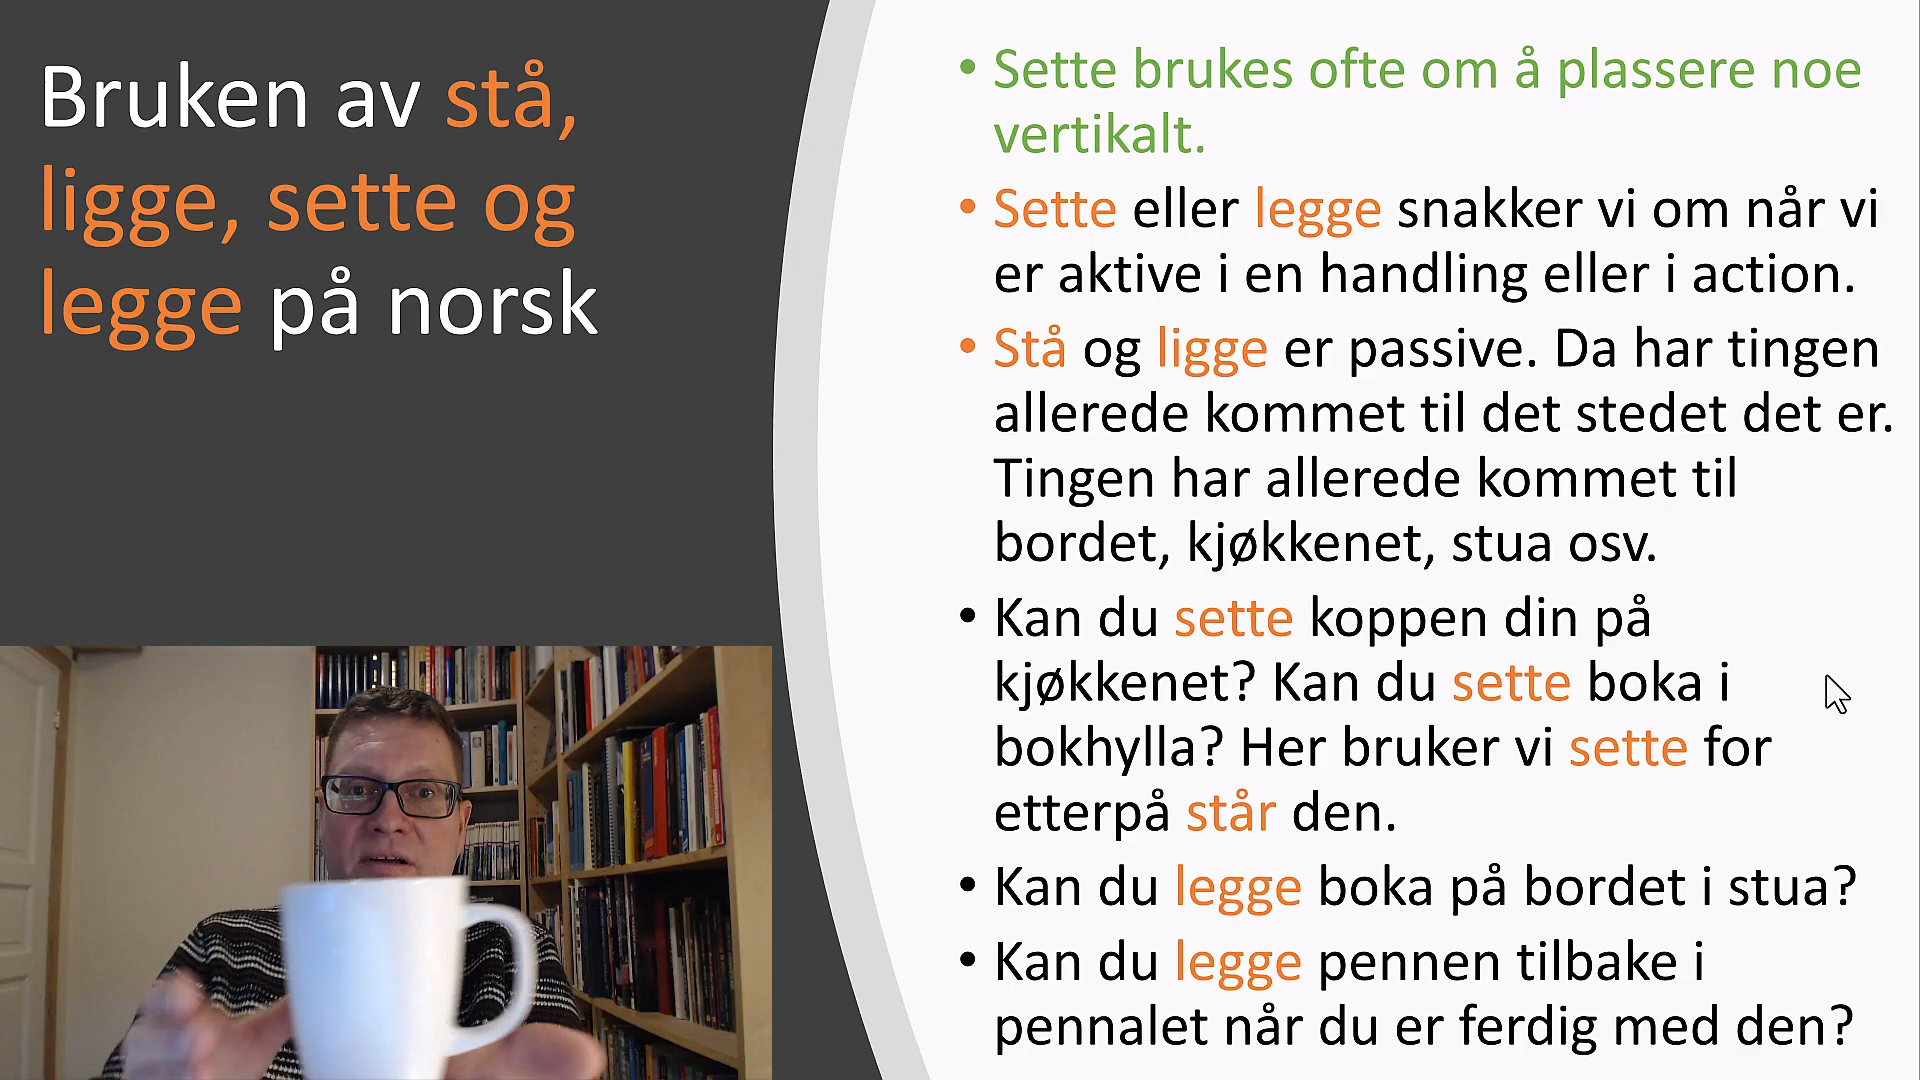 Bruken av stå,
ligge, sette og
legge på norsk
• Sette brukes ofte om å plassere noe
vertikalt.
• Sette eller legge snakker vi om når vi
er aktive i en handling eller i action.
• Stå og ligge er passive. Da har tingen
allerede kommet til det stedet det er.
Tingen har allerede kommet til
bordet, kjøkkenet, stua osv.
• Kan du sette koppen din på
kjøkkenet? Kan du sette boka i
bokhylla? Her bruker vi sette for
etterpå står den.
• Kan du legge boka på bordet i stua?
• Kan du legge pennen tilbake i
pennalet når du er ferdig med den?